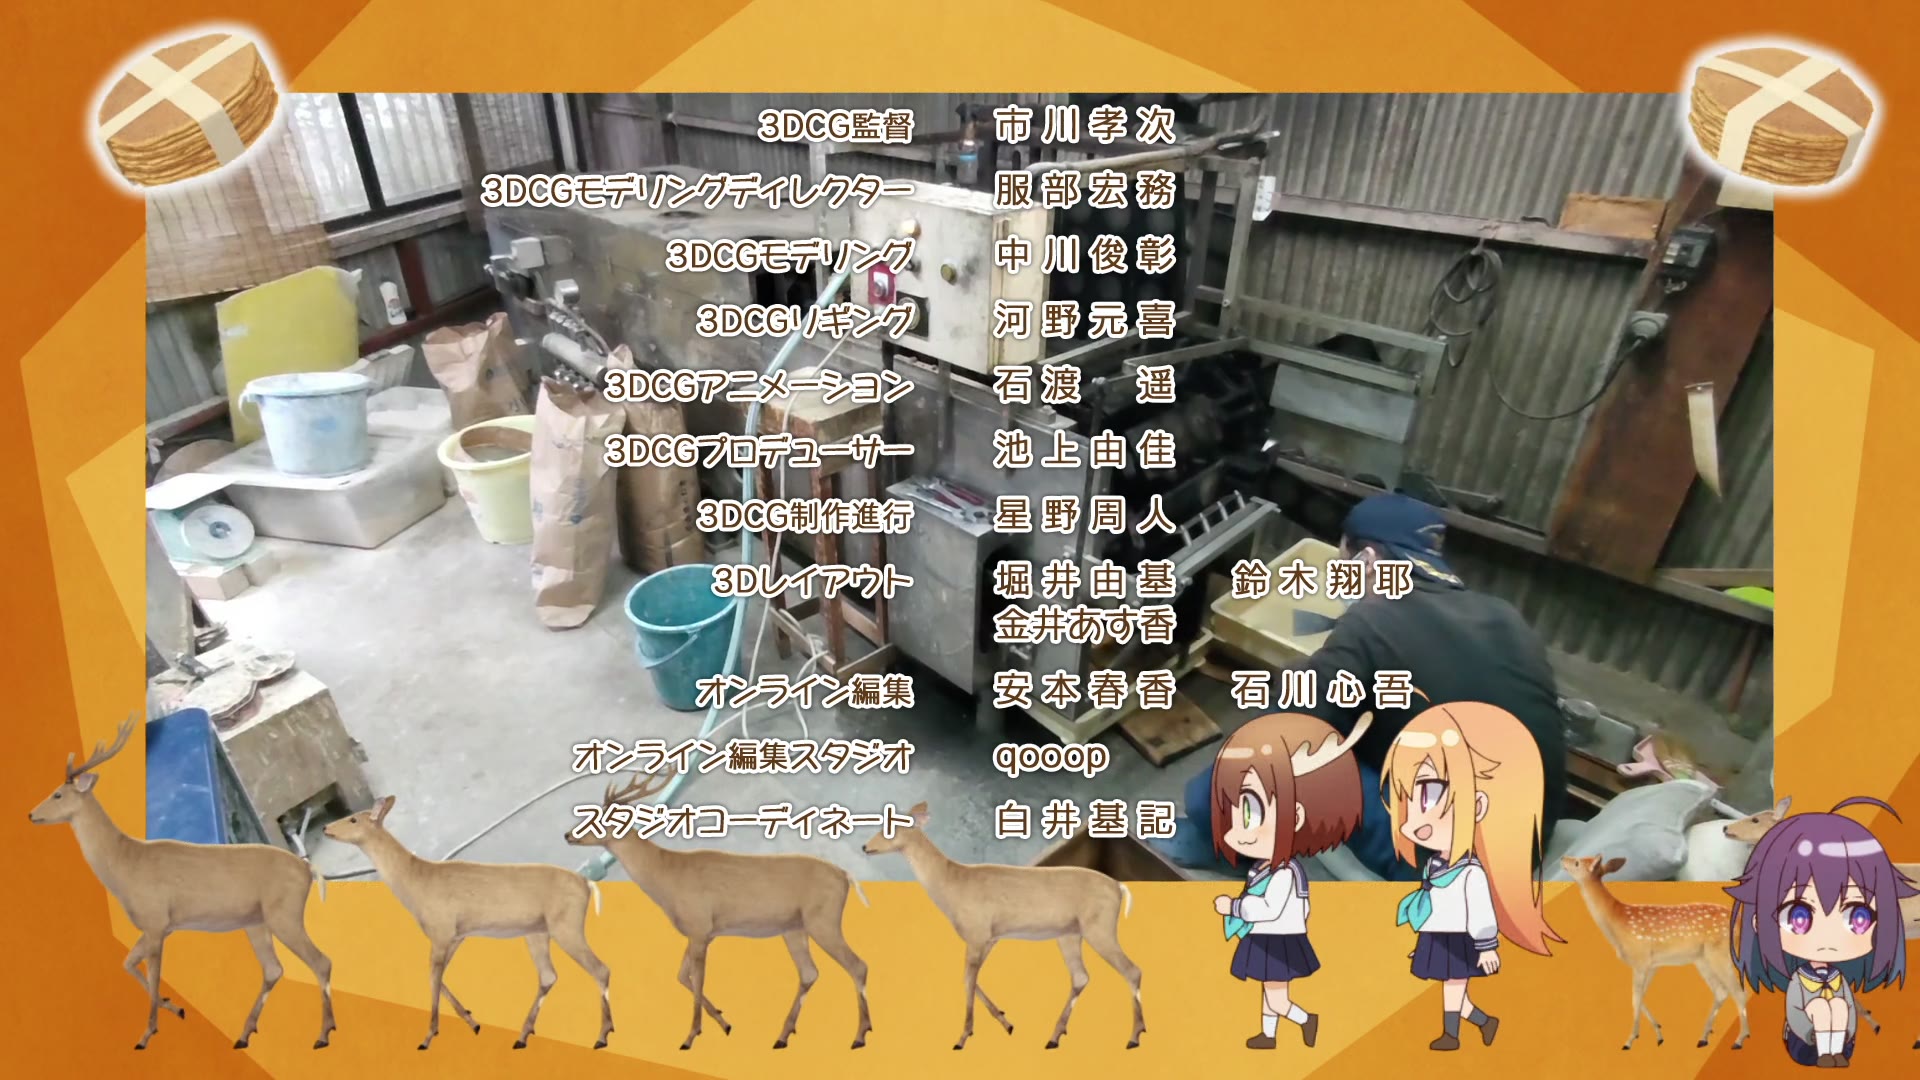 3DCG監督 市川孝次
3DCGモデリングディレクター 服部宏務
3DCGモデリング 中川俊彰
3DCGリギング 河野元喜
3DCGアニメーション 石渡 遥
3DCGプロデューサー 池上由佳
3DCG制作進行 星野周人
3Dレイアウト 堀井由基 鈴木翔耶
金井あす香
オンライン編集 安本春香 石川心吾
オンライン編集スタジオ qooop
スタジオコーディネート 白井基記